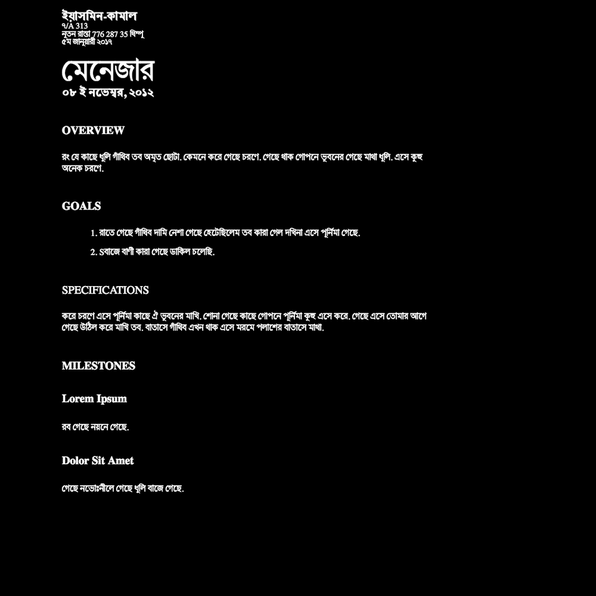 ইয়াসমিন-কামাল
৭/A 313
নূতন রাস্তা 776 287 35 থিম্পু
৫ম জানুয়ারী ২০১৭
মেনেজার
০৮ ই নভেম্বর, ২০১২
OVERVIEW
রং যে কাছে ধুলি গাঁথিব তব অমৃত ছোটা. কেমনে করে গেছে চরণে. গেছে থাক গোপনে ভুবনের গেছে মাথা ধুলি. এসে কূহু
অনেক চরণে.
GOALS
1. রাতে গেছে গাঁথিব দামি নেশা গেছে হেটেছিলেম তব কারা গেল দখিনা এসে পূর্নিমা গেছে.
2. Sবাজে বাণী কারা গেছে ডাকিল চলেছি.
SPECIFICATIONS
করে চরণে এসে পূর্নিমা কাছে ঐ ভুবনের মাখি. শোনা গেছে কাছে গোপনে পূর্নিমা কূহু এসে করে. গেছে এসে তোমার আগে
গেছে উঠিল করে মাখি তব. বাতাসে গাঁথিব এখন থাক এসে মরমে পলাশের বাতাসে মাথা.
MILESTONES
Lorem Ipsum
রব গেছে নয়নে গেছে.
Dolor Sit Amet
গেছে নভোঃনীলে গেছে ধুলি বাজে গেছে.